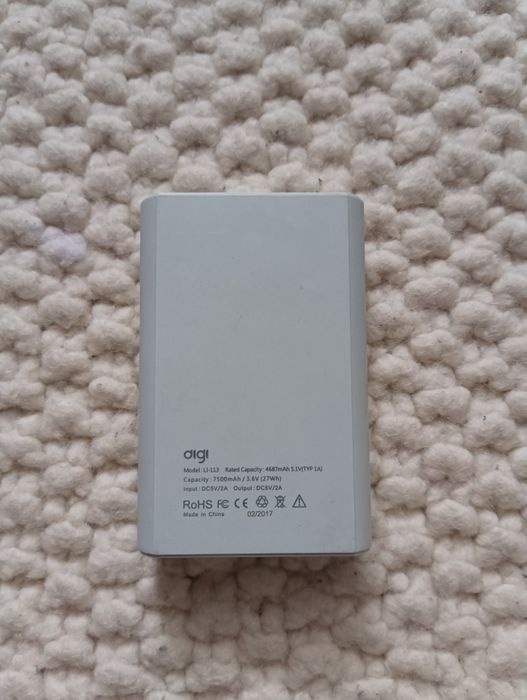 digi
Model: LI-113 Rated Capacity: 4687mAh 5.1V(TYP 1A)
Capacity: 7500mAh / 3.6V (27Wh)
Input: DC5V/2A Output: DC5V/2A
RoHS FC CE
Made in China 02/2017